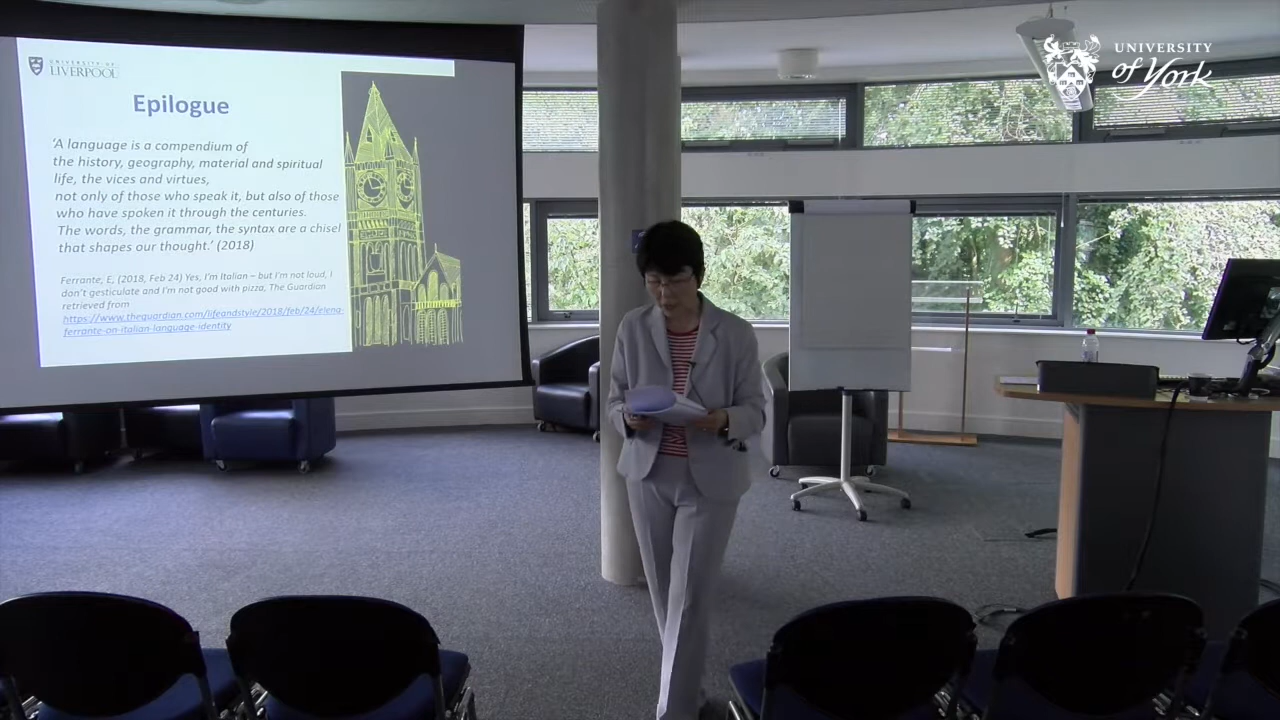 UNIVERSITY OF
LIVERPOOL
Epilogue
'A language is a compendium of
the history, geography, material and spiritual
life, the vices and virtues,
not only of those who speak it, but also of those
who have spoken it through the centuries.
The words, the grammar, the syntax are a chisel
that shapes our thought.' (2018)
Ferrante, E, (2018, Feb 24) Yes, I'm Italian – but I'm not loud, I
don't gesticulate and I'm not good with pizza, The Guardian
retrieved from
https://www.theguardian.com/lifeandstyle/2018/feb/24/elena-
ferrante-on-italian-language-identity
UNIVERSITY
of York